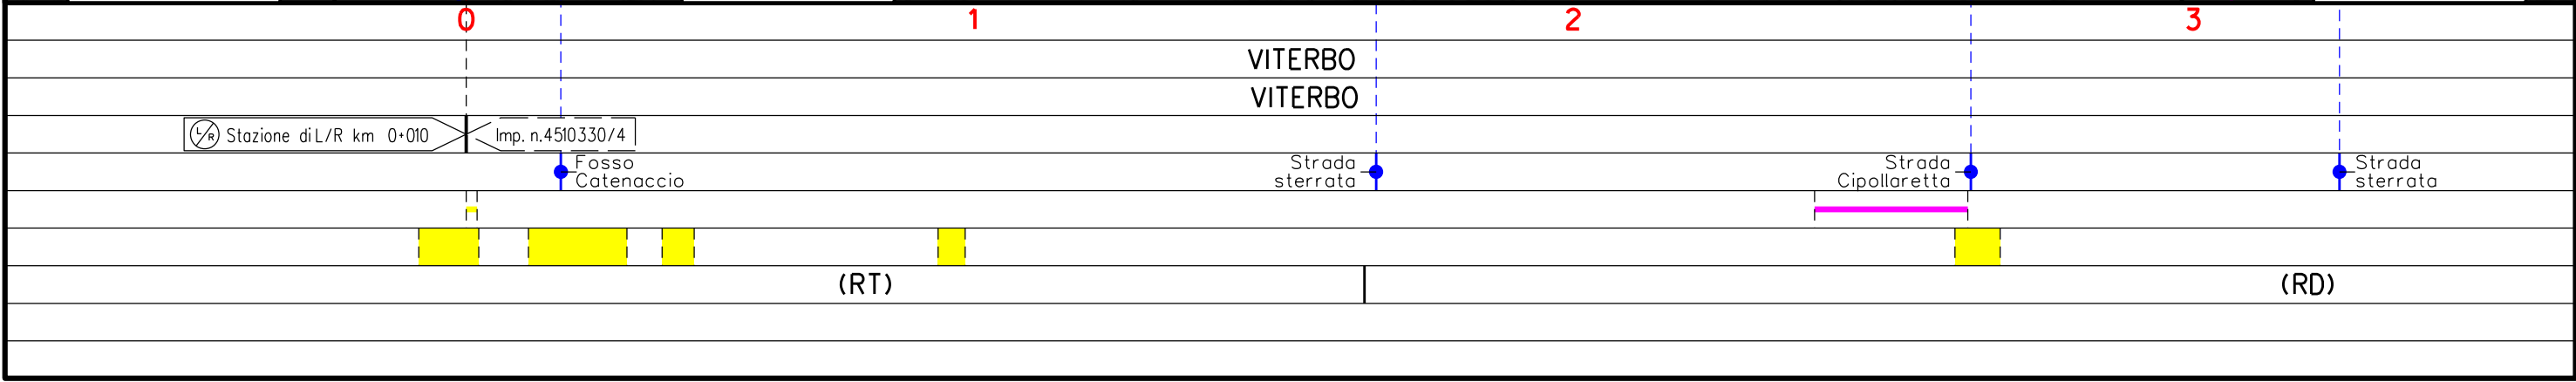 0 1 2 3
VITERBO
VITERBO
L/R Stazione di L/R km 0+010 Imp. n.4510330/4
Fosso
Catenaccio
Strada
sterrata
Strada
Cipollaretta
Strada
sterrata
(RT) (RD)